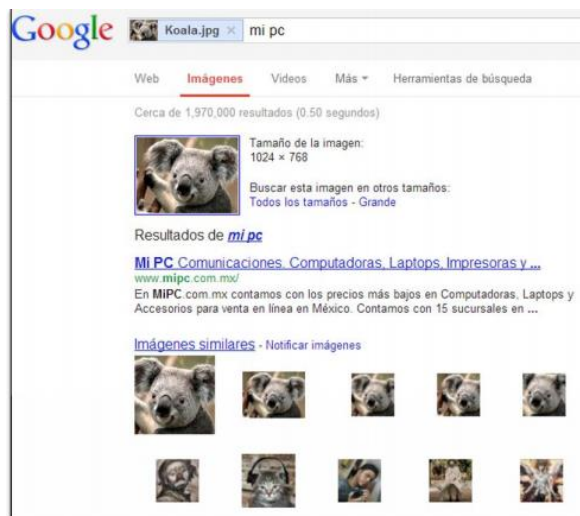 Google Koala.jpg × mi pc
Web Imágenes Videos Más Herramientas de búsqueda
Cerca de 1,970,000 resultados (0.50 segundos)
Tamaño de la imagen:
1024 × 768
Buscar esta imagen en otros tamaños:
Todos los tamaños - Grande
Resultados de mi pc
Mi PC Comunicaciones. Computadoras, Laptops, Impresoras y ...
www.mipc.com.mx/
En MiPC.com.mx contamos con los precios más bajos en Computadoras, Laptops y
Accesorios para venta en línea en México. Contamos con 15 sucursales en ...
Imágenes similares - Notificar imágenes